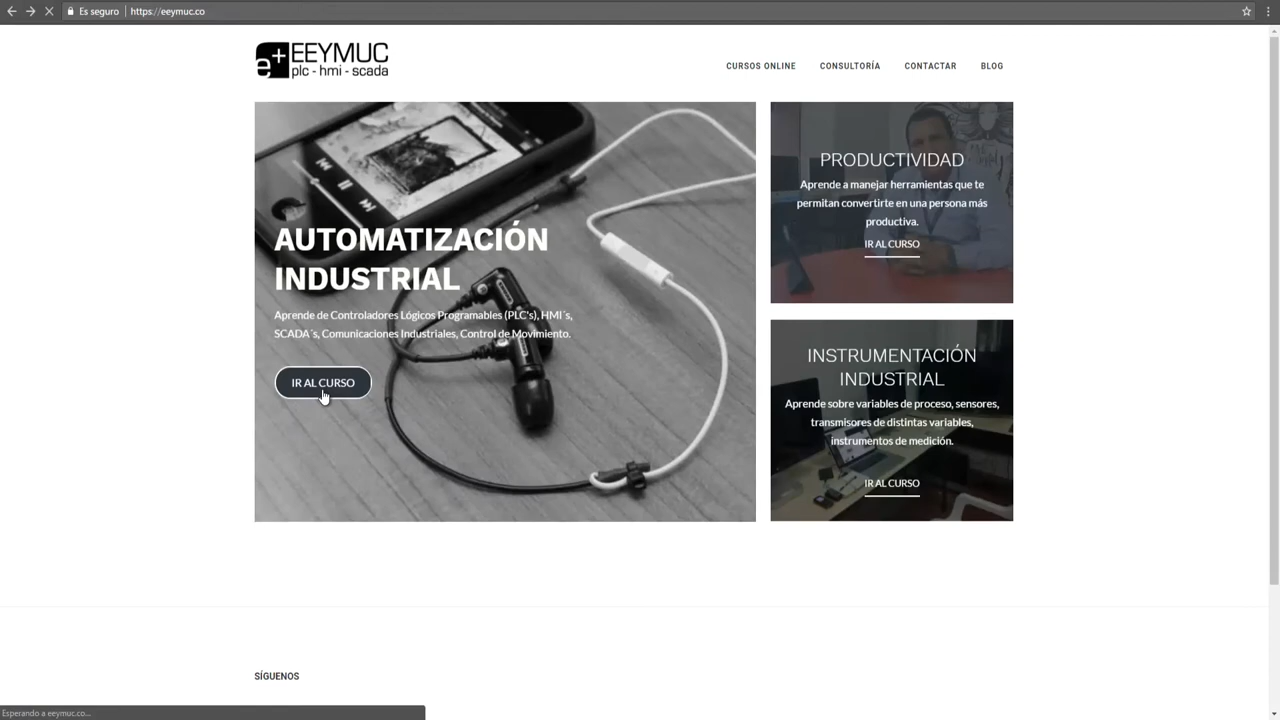 Es seguro https://eeymuc.co
e+ EEYMUC
plc - hmi - scada
CURSOS ONLINE CONSULTORÍA CONTACTAR BLOG
AUTOMATIZACIÓN
INDUSTRIAL
Aprende de Controladores Lógicos Programables (PLC's), HMI´s,
SCADA´s, Comunicaciones Industriales, Control de Movimiento.
IR AL CURSO
PRODUCTIVIDAD
Aprende a manejar herramientas que te
permitan convertirte en una persona más
productiva.
IR AL CURSO
INSTRUMENTACIÓN
INDUSTRIAL
Aprende sobre variables de proceso, sensores,
transmisores de distintas variables,
instrumentos de medición.
IR AL CURSO
SÍGUENOS
Esperando a eeymuc.co...